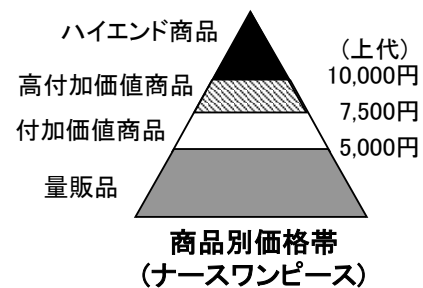 ハイエンド商品
(上代)
10,000円
高付加価値商品
7,500円
付加価値商品
5,000円
量販品
商品別価格帯
(ナースワンピース)